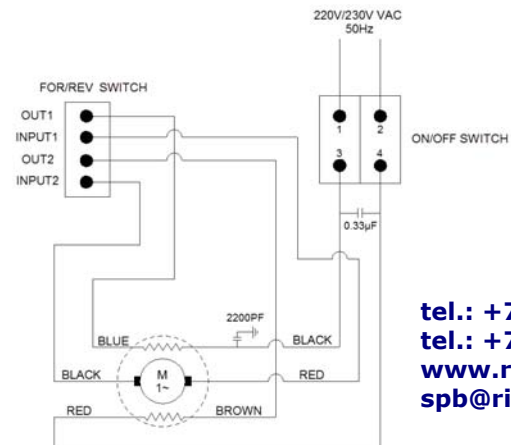 220V/230V VAC
50Hz
FOR/REV SWITCH
OUT1
INPUT1
OUT2
INPUT2
1 2
3 4
ON/OFF SWITCH
0.33µF
2200PF
BLUE
BLACK
BLACK
M
1~
RED
RED
BROWN
tel.: +7
tel.: +7
www.r
spb@ri